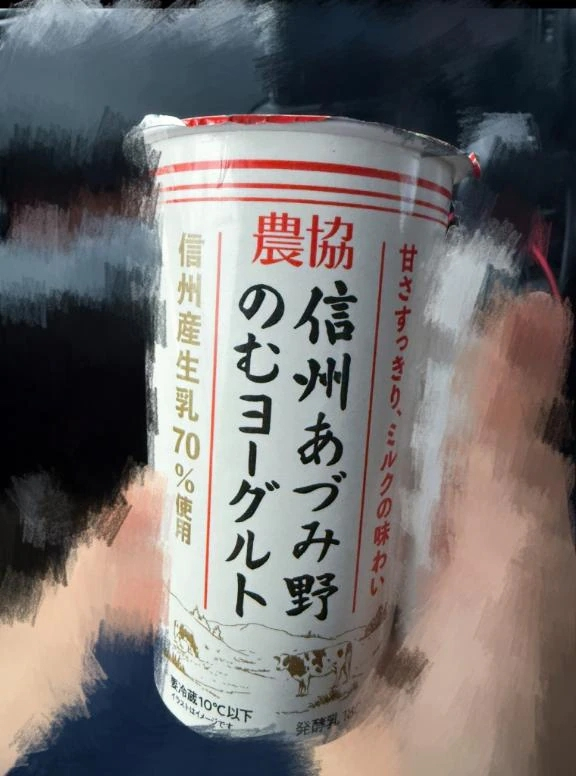 農協
甘さすっきり、ミルクの味わい
信州あづみ野
のむヨーグルト
信州産生乳70%使用
要冷蔵10℃以下
イラストはイメージです
発酵乳